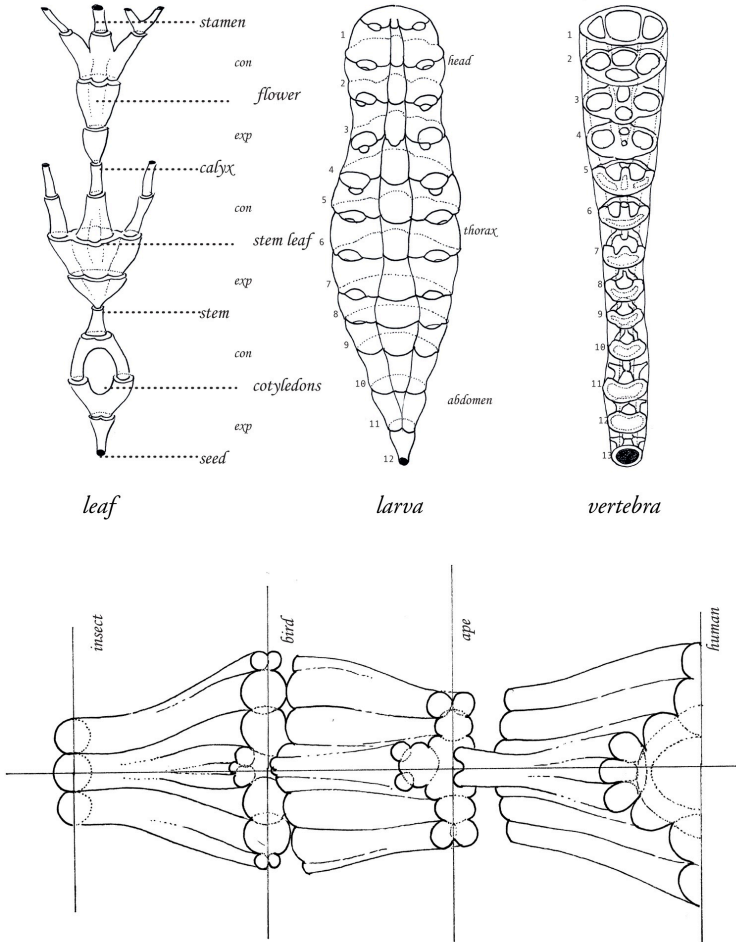 stamen
con
flower
exp
calyx
con
stem leaf
exp
stem
con
cotyledons
exp
seed
leaf
1
head
2
3
4
5
thorax
6
7
8
9
10
abdomen
11
12
larva
1
2
3
4
5
6
7
8
9
10
11
12
13
vertebra
insect
bird
ape
human